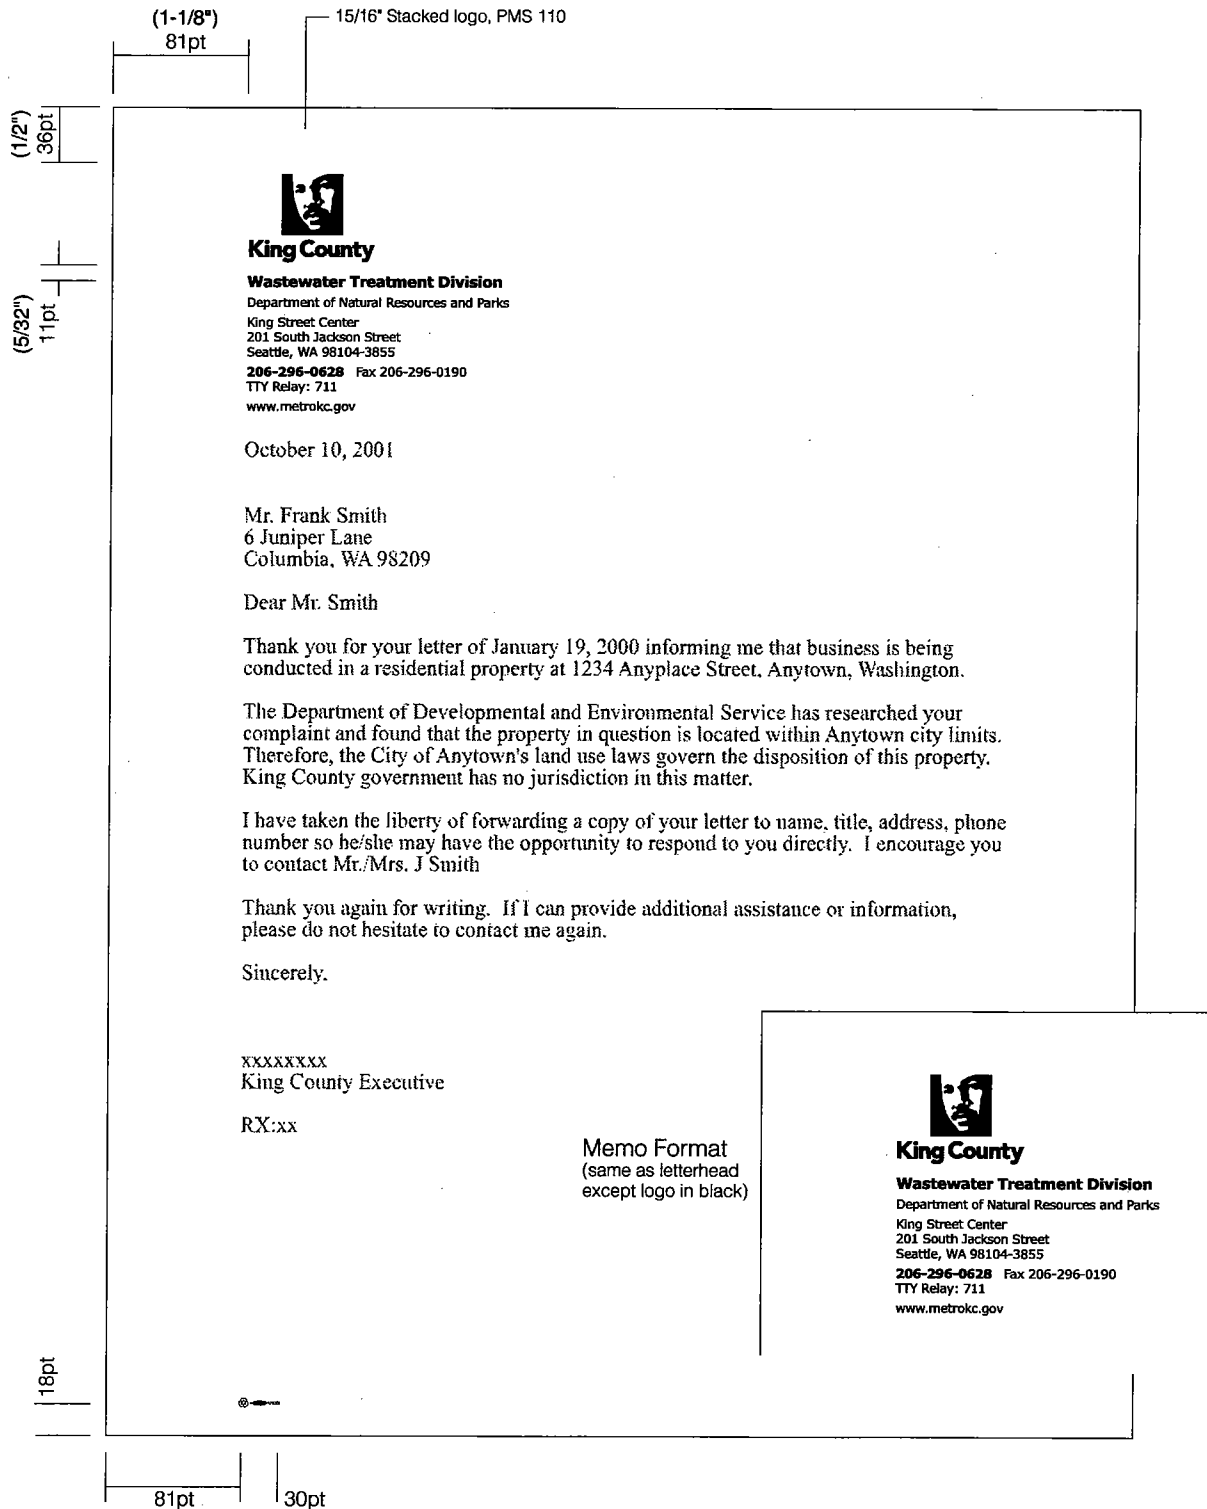 (1-1/8")
81pt
15/16" Stacked logo, PMS 110
(1/2")
36pt
(5/32")
11pt
King County
Wastewater Treatment Division
Department of Natural Resources and Parks
King Street Center
201 South Jackson Street
Seattle, WA 98104-3855
206-296-0628 Fax 206-296-0190
TTY Relay: 711
www.metrokc.gov
October 10, 2001
Mr. Frank Smith
6 Juniper Lane
Columbia, WA 98209
Dear Mr. Smith
Thank you for your letter of January 19, 2000 informing me that business is being
conducted in a residential property at 1234 Anyplace Street, Anytown, Washington.
The Department of Developmental and Environmental Service has researched your
complaint and found that the property in question is located within Anytown city limits.
Therefore, the City of Anytown's land use laws govern the disposition of this property.
King County government has no jurisdiction in this matter.
I have taken the liberty of forwarding a copy of your letter to name, title, address, phone
number so he/she may have the opportunity to respond to you directly. I encourage you
to contact Mr./Mrs. J Smith
Thank you again for writing. If I can provide additional assistance or information,
please do not hesitate to contact me again.
Sincerely,
xxxxxxxx
King County Executive
RX:xx
Memo Format
(same as letterhead
except logo in black)
King County
Wastewater Treatment Division
Department of Natural Resources and Parks
King Street Center
201 South Jackson Street
Seattle, WA 98104-3855
206-296-0628 Fax 206-296-0190
TTY Relay: 711
www.metrokc.gov
18pt
81pt
30pt